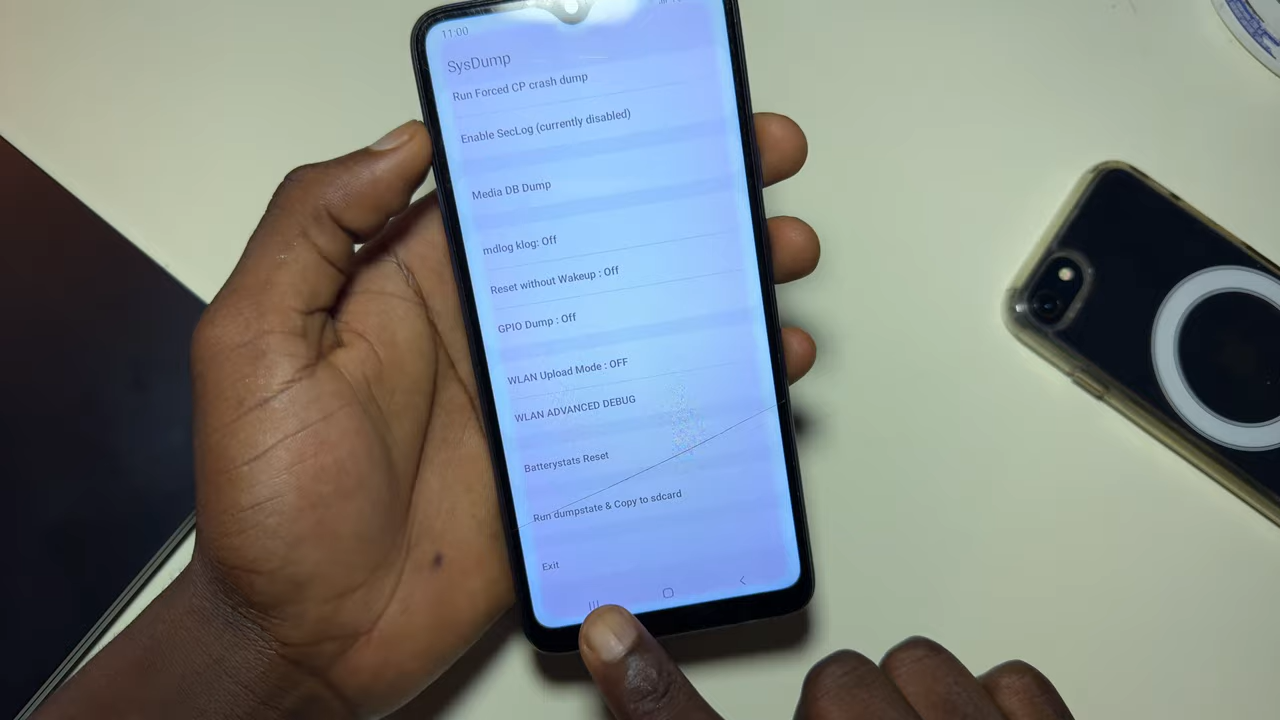 11:00
SysDump
Run Forced CP crash dump
Enable SecLog (currently disabled)
Media DB Dump
mdlog klog: Off
Reset without Wakeup : Off
GPIO Dump : Off
WLAN Upload Mode : OFF
WLAN ADVANCED DEBUG
Batterystats Reset
Run dumpstate & Copy to sdcard
Exit